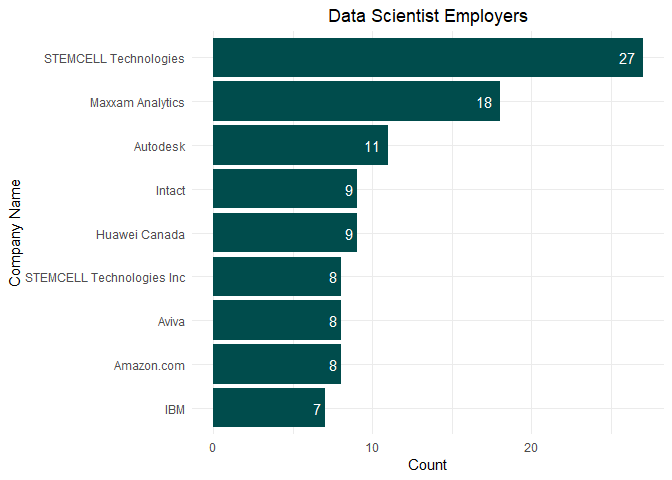 Data Scientist Employers
Company Name
STEMCELL Technologies 27
Maxxam Analytics 18
Autodesk 11
Intact 9
Huawei Canada 9
STEMCELL Technologies Inc 8
Aviva 8
Amazon.com 8
IBM 7
0 10 20
Count